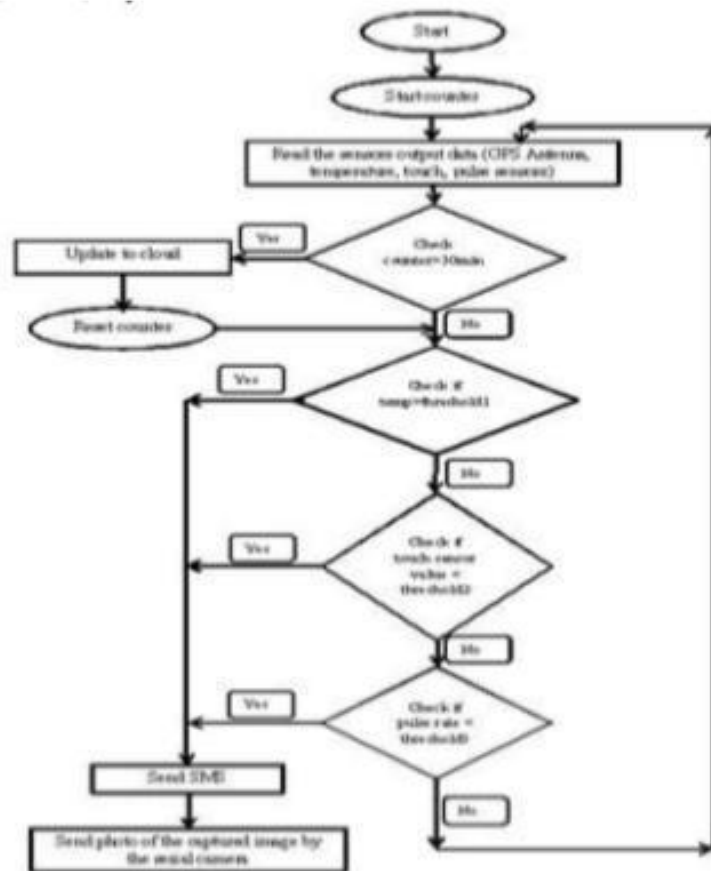 Start
Start counter
Read the sensors output data (GPS Antenna,
temperature, touch, pulse sensors)
Yes
Check
counter=30min
Update to cloud
Reset counter
No
Yes
Check if
temp>threshold1
No
Yes
Check if
touch sensor
value =
threshold2
No
Yes
Check if
pulse rate =
Send SMS
No
Send photo of the captured image by
the serial camera